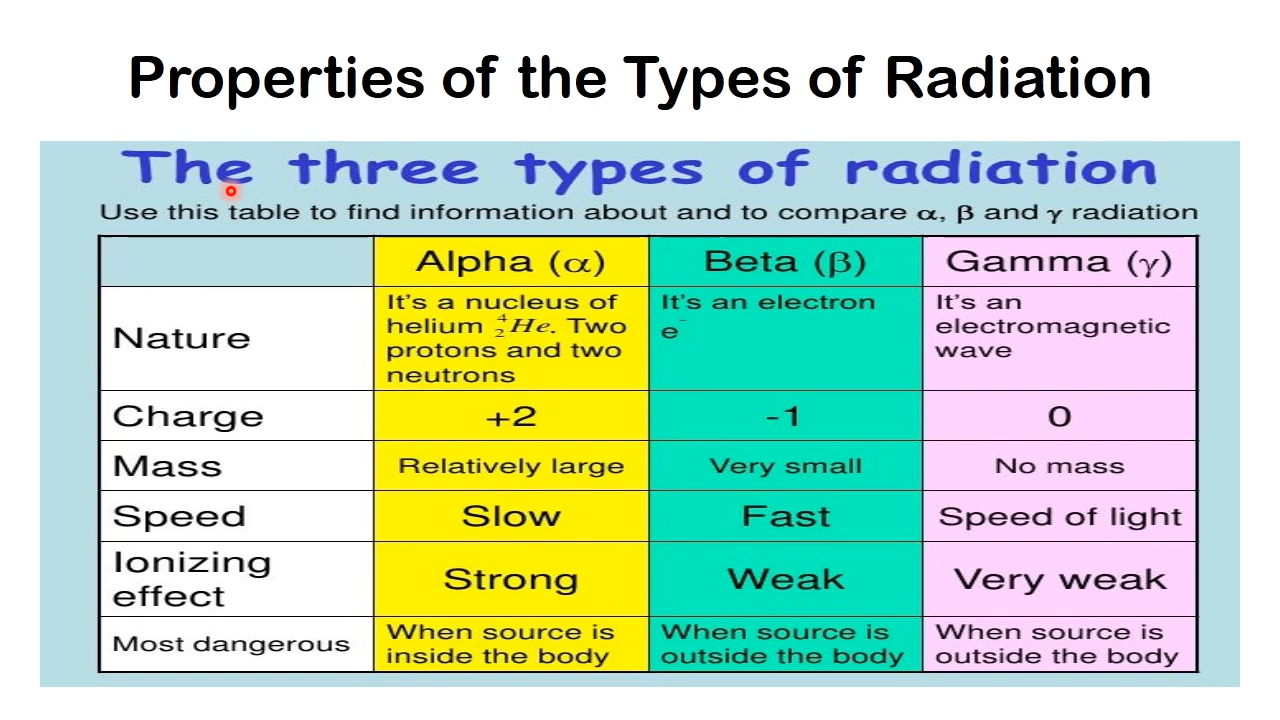 Properties of the Types of Radiation
The three types of radiation
Use this table to find information about and to compare α, β and γ radiation
Alpha (α) Beta (β) Gamma (γ)
Nature
It's a nucleus of
helium ⁴₂He. Two
protons and two
neutrons
It's an electron
e⁻
It's an
electromagnetic
wave
Charge +2 -1 0
Mass Relatively large Very small No mass
Speed Slow Fast Speed of light
Ionizing
effect
Strong Weak Very weak
Most dangerous
When source is
inside the body
When source is
outside the body
When source is
outside the body